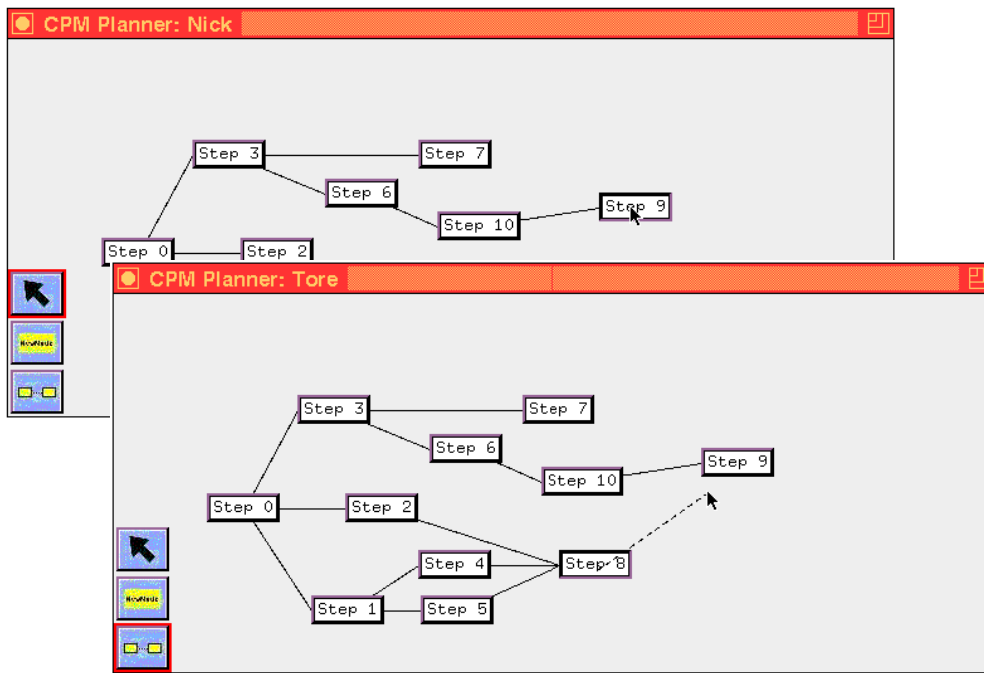 CPM Planner: Nick
Step 3
Step 7
Step 6
Step 9
Step 10
Step 0
Step 2
NewNode
CPM Planner: Tore
Step 3
Step 7
Step 6
Step 9
Step 10
Step 0
Step 2
Step 4
Step 8
Step 1
Step 5
NewNode